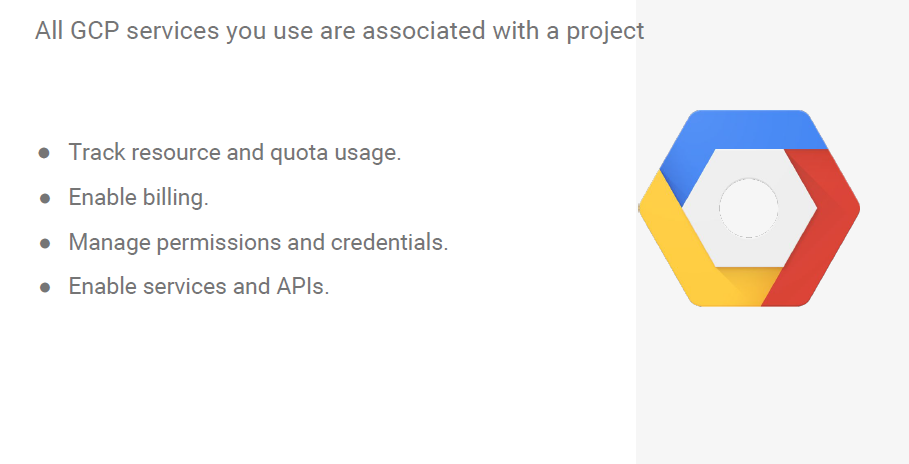 All GCP services you use are associated with a project
● Track resource and quota usage.
● Enable billing.
● Manage permissions and credentials.
● Enable services and APIs.